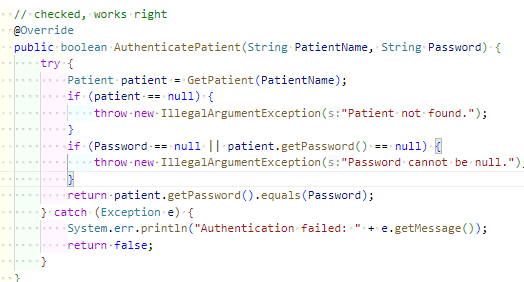 // checked, works right
@Override
public boolean AuthenticatePatient(String PatientName, String Password) {
try {
Patient patient = GetPatient(PatientName);
if (patient == null) {
throw new IllegalArgumentException(s:"Patient not found.");
}
if (Password == null || patient.getPassword() == null) {
throw new IllegalArgumentException(s:"Password cannot be null.");
}
return patient.getPassword().equals(Password);
} catch (Exception e) {
System.err.println("Authentication failed: " + e.getMessage());
return false;
}
}